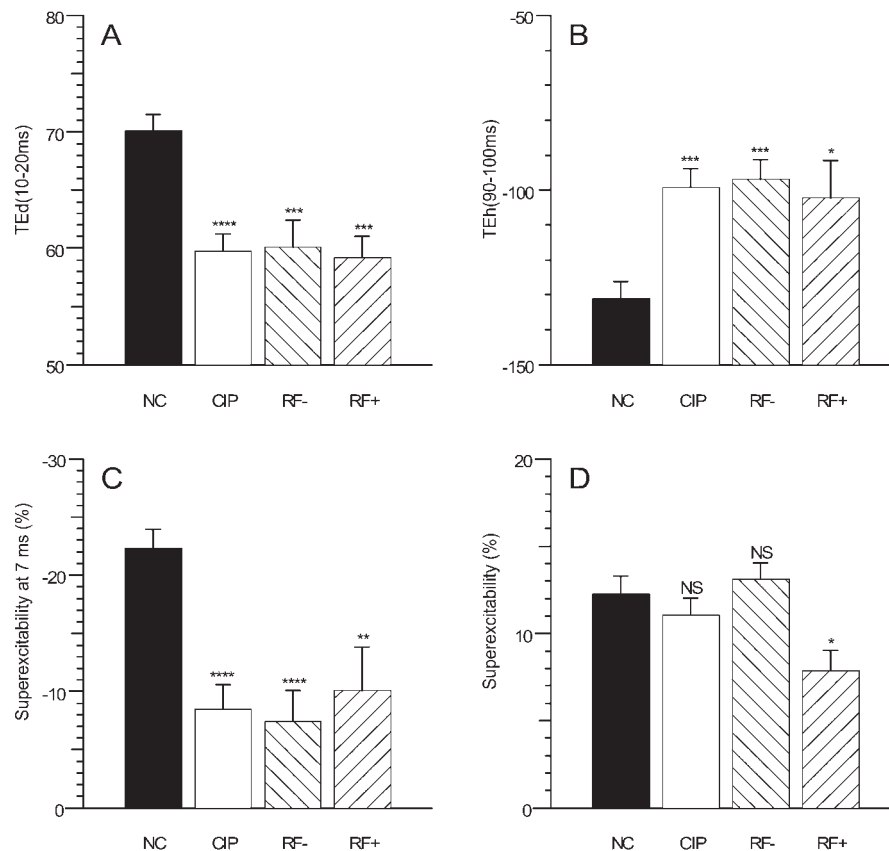 A
TEd(10-20ms)
80
70
60
50
****
***
***
NC CIP RF- RF+
B
TEh(90-100ms)
-50
-100
-150
***
***
*
NC CIP RF- RF+
C
Superexcitability at 7 ms (%)
-30
-20
-10
0
****
****
**
NC CIP RF- RF+
D
Superexcitability (%)
20
10
0
NS
NS
*
NC CIP RF- RF+